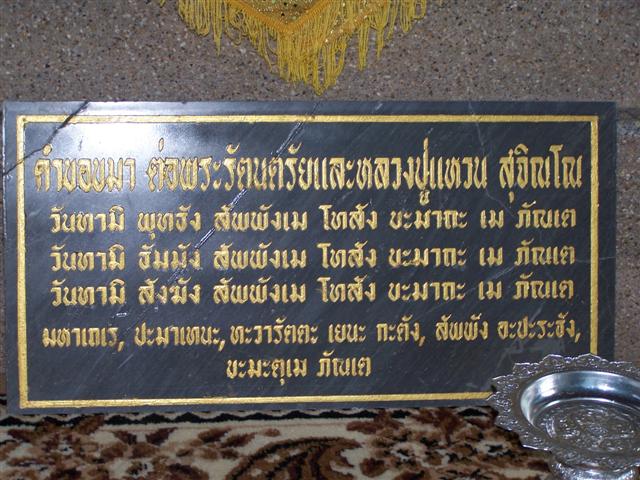 คำขอขมา ต่อพระรัตนตรัยและหลวงปู่แหวน สุจิณโณ
วันทามิ พุทธัง สัพพังเม โทสัง ขะมาถะ เม ภัณเต
วันทามิ ธัมมัง สัพพังเม โทสัง ขะมาถะ เม ภัณเต
วันทามิ สังฆัง สัพพังเม โทสัง ขะมาถะ เม ภัณเต
มหาเถเร, ปะมาเทนะ, ทะวารัตตะ เยนะ กะตัง, สัพพัง อะปะระธัง,
ขะมะตุเม ภัณเต